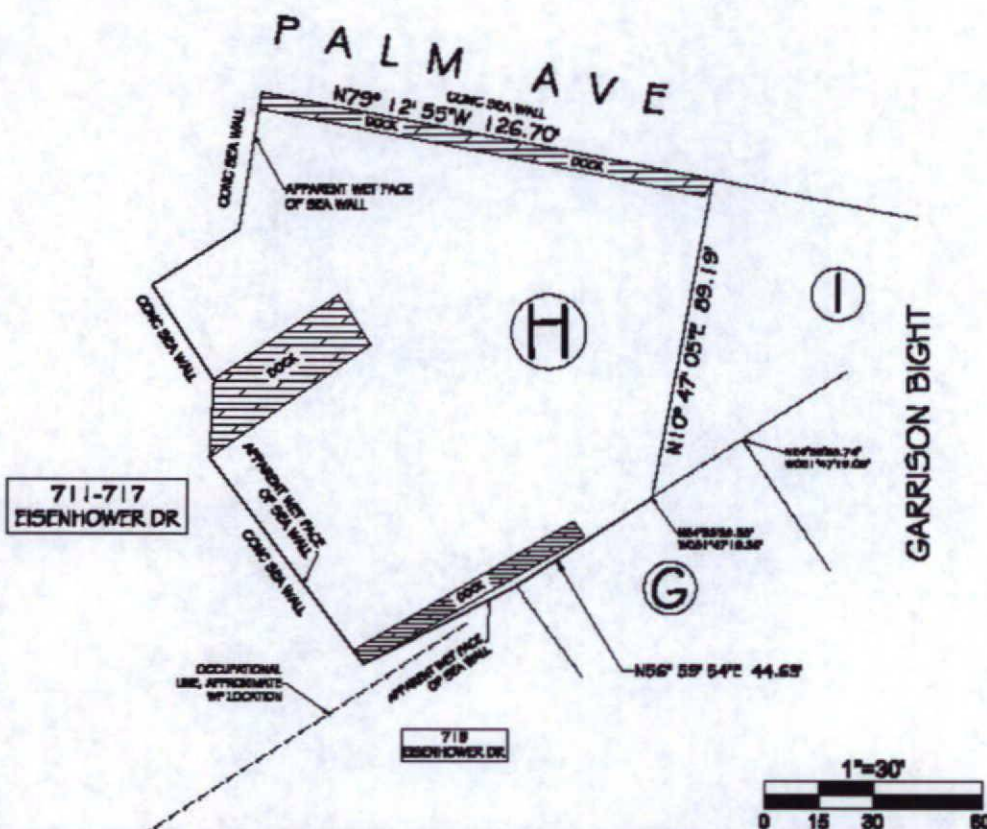 PALM AVE
CONC SEA WALL
N79° 12' 55"W 126.70'
DOCK
DOCK
CONC SEA WALL
APPARENT WET FACE
OF SEA WALL
CONC SEA WALL
DOCK
H
N10° 47' 05"E 89.19'
I
GARRISON BIGHT
711-717
EISENHOWER DR
APPARENT WET FACE
OF SEA WALL
CONC SEA WALL
DOCK
G
OCCUPATIONAL
LINE, APPROXIMATE
LOCATION
APPARENT WET FACE
OF SEA WALL
N56° 59' 54"E 44.63'
EISENHOWER DR
1"=30'
0 15 30 60